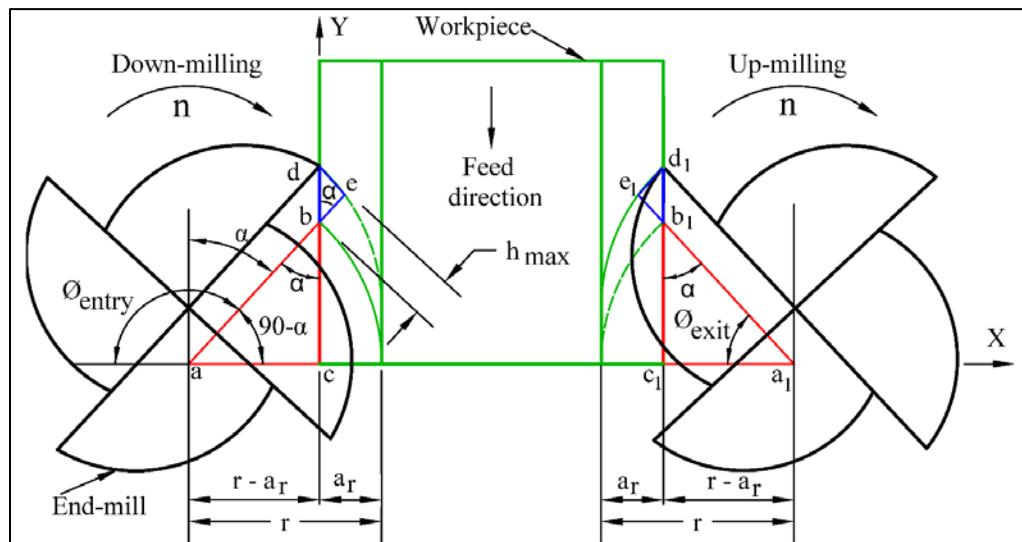 Y
Workpiece
Down-milling
Up-milling
n
n
d
d₁
Feed
direction
α
e
e₁
b
b₁
α
h max
α
α
Øentry
90-α
Øexit
X
a
c
c₁
a₁
End-mill
r - aᵣ
aᵣ
aᵣ
r - aᵣ
r
r